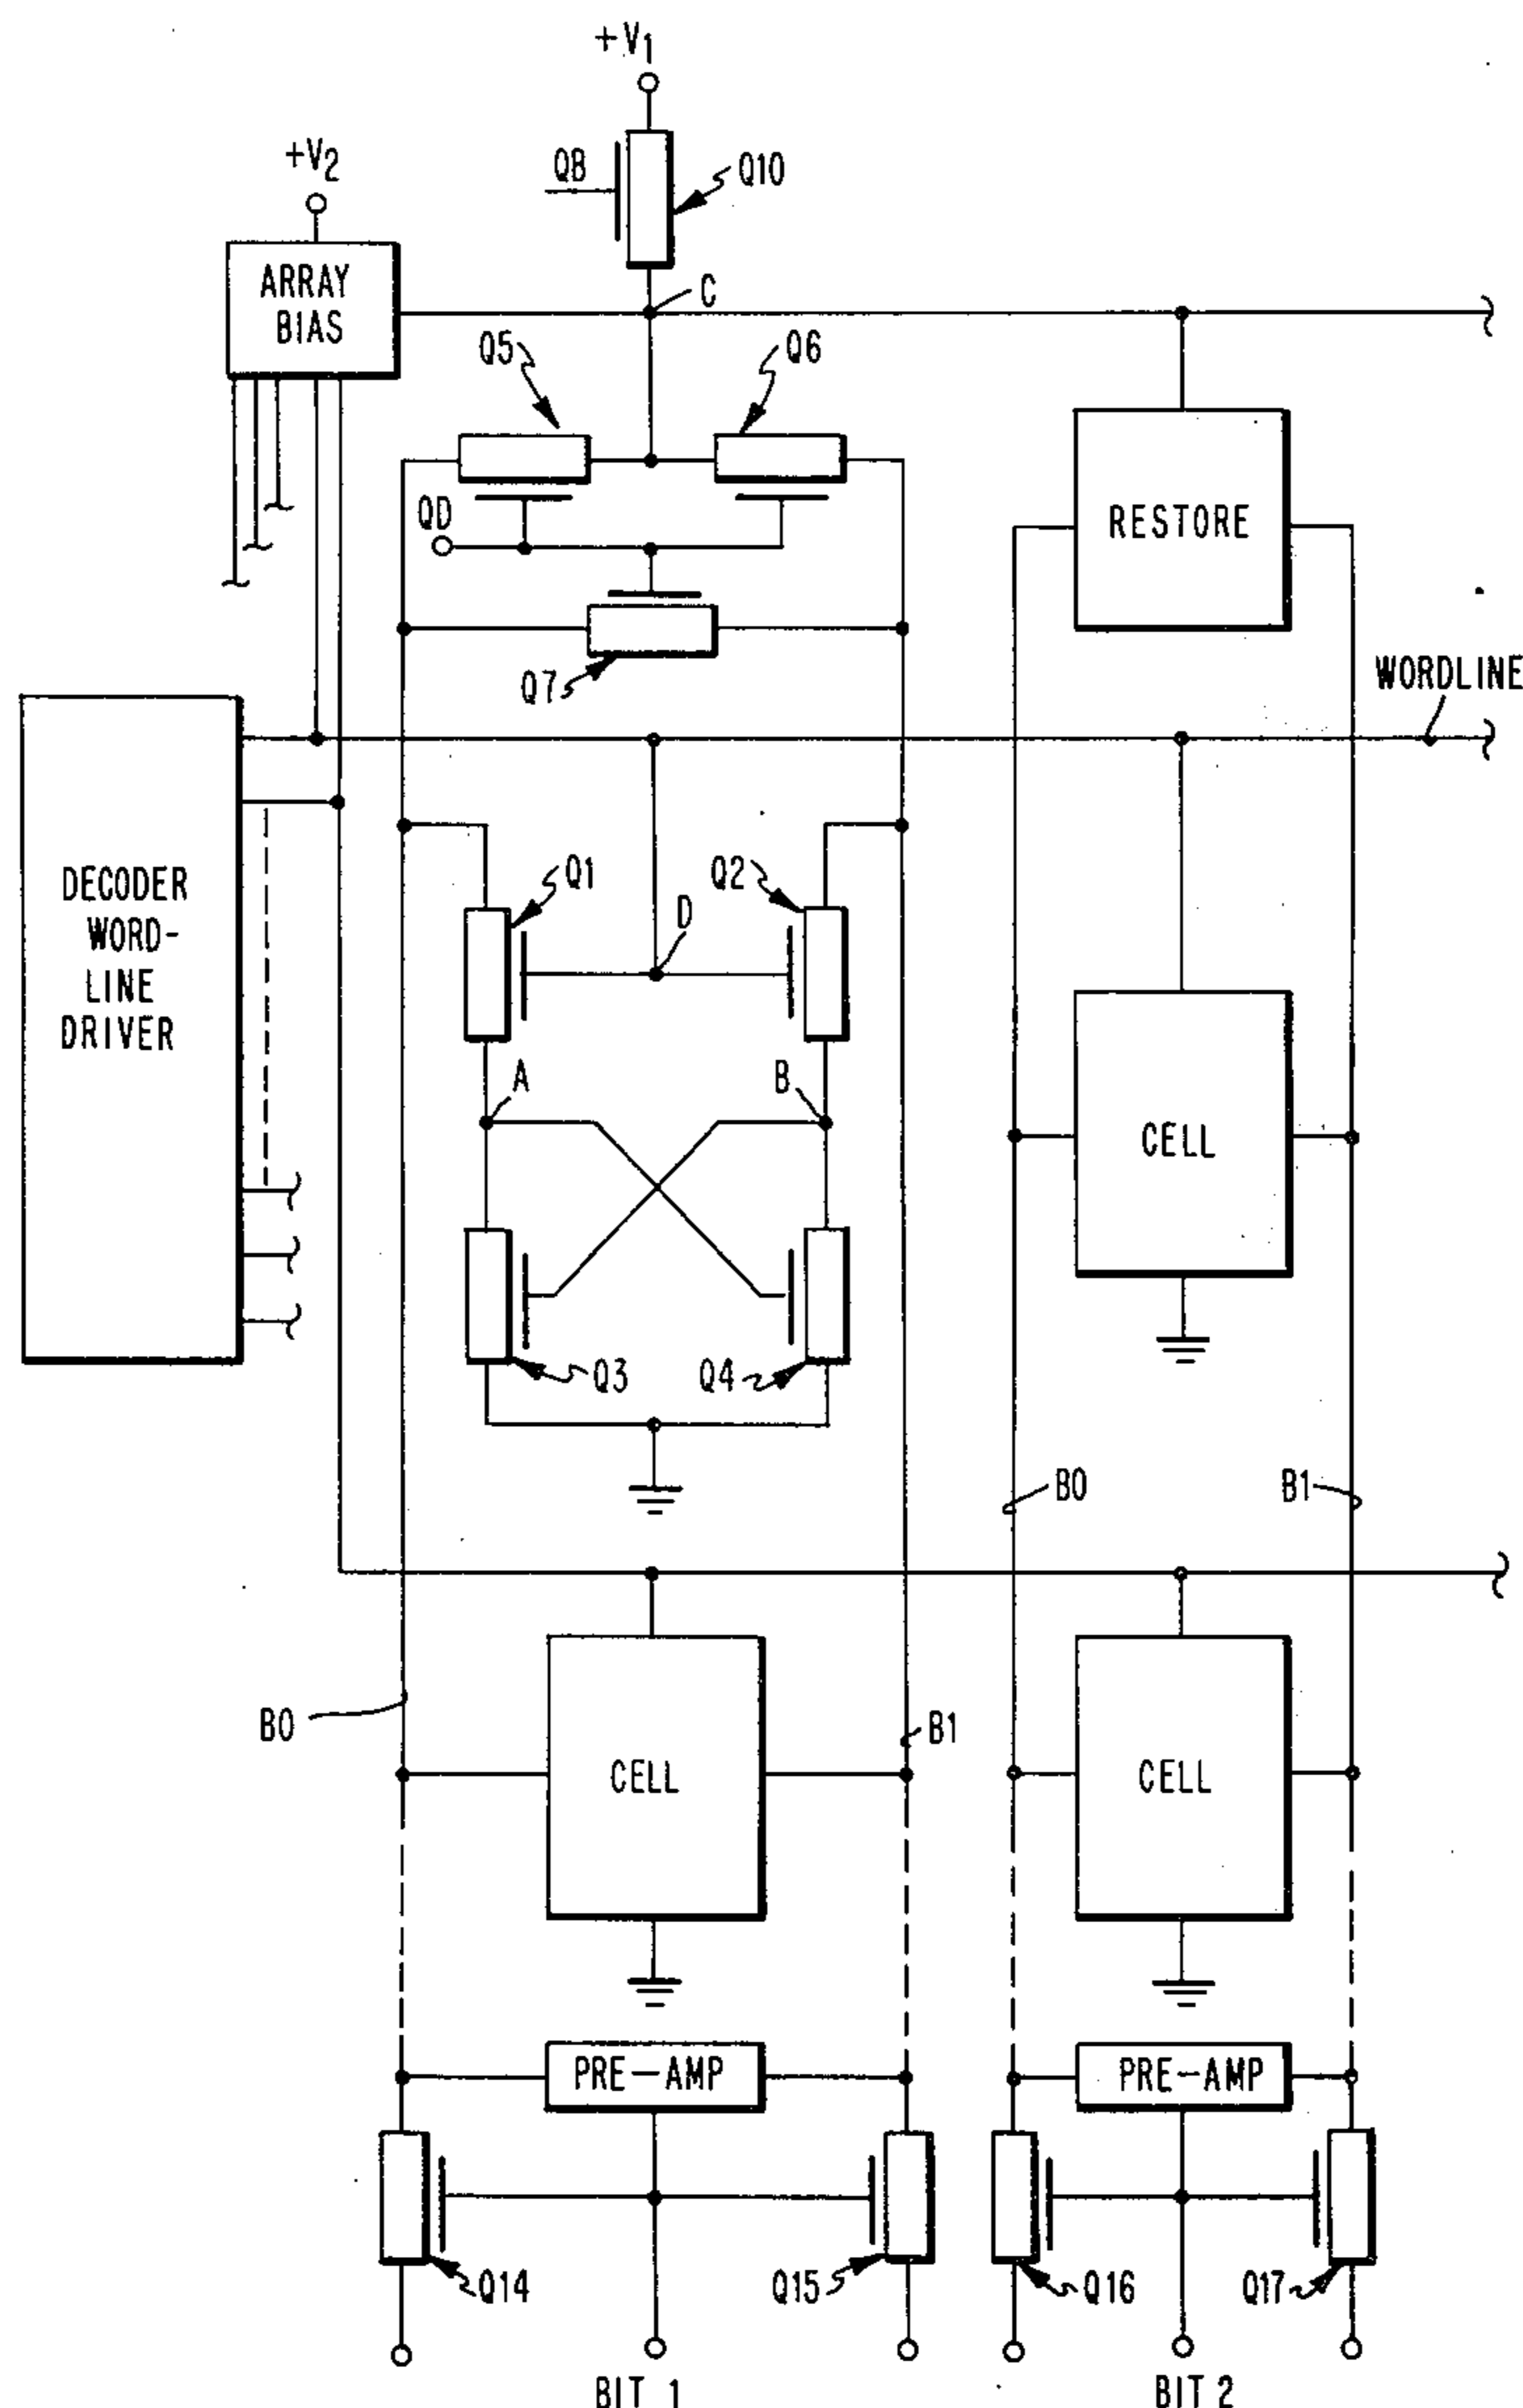 +V1
+V2
QB
Q10
ARRAY
BIAS
C
Q5
Q6
QD
RESTORE
Q7
WORDLINE
DECODER
WORD-
LINE
DRIVER
Q1
Q2
D
A
B
CELL
Q3
Q4
B0
B1
B0
B1
CELL
CELL
PRE-AMP
PRE-AMP
Q14
Q15
Q16
Q17
BIT 1
BIT 2